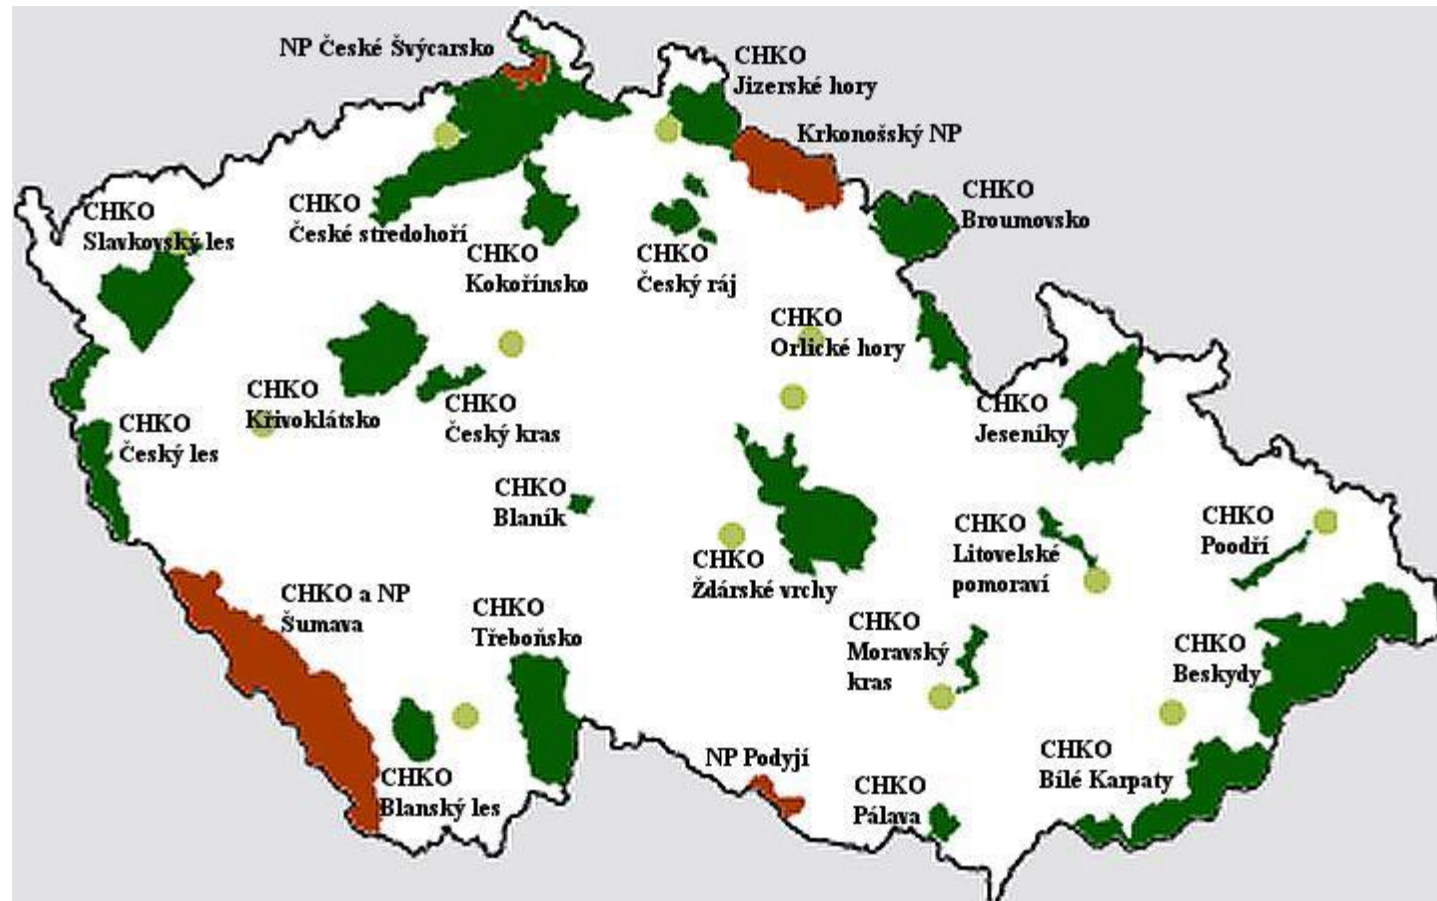 NP České Švýcarsko
CHKO
Jizerské hory
Krkonošský NP
CHKO
Slavkovský les
CHKO
České stredohoří
CHKO
Kokořínsko
CHKO
Český ráj
CHKO
Broumovsko
CHKO
Orlické hory
CHKO
Křivoklátsko
CHKO
Český kras
CHKO
Český les
CHKO
Jeseníky
CHKO
Blaník
CHKO
Ždárské vrchy
CHKO
Litovelské
pomoraví
CHKO
Poodří
CHKO a NP
Šumava
CHKO
Třeboňsko
CHKO
Moravský
kras
CHKO
Beskydy
CHKO
Blanský les
NP Podyjí
CHKO
Pálava
CHKO
Bílé Karpaty